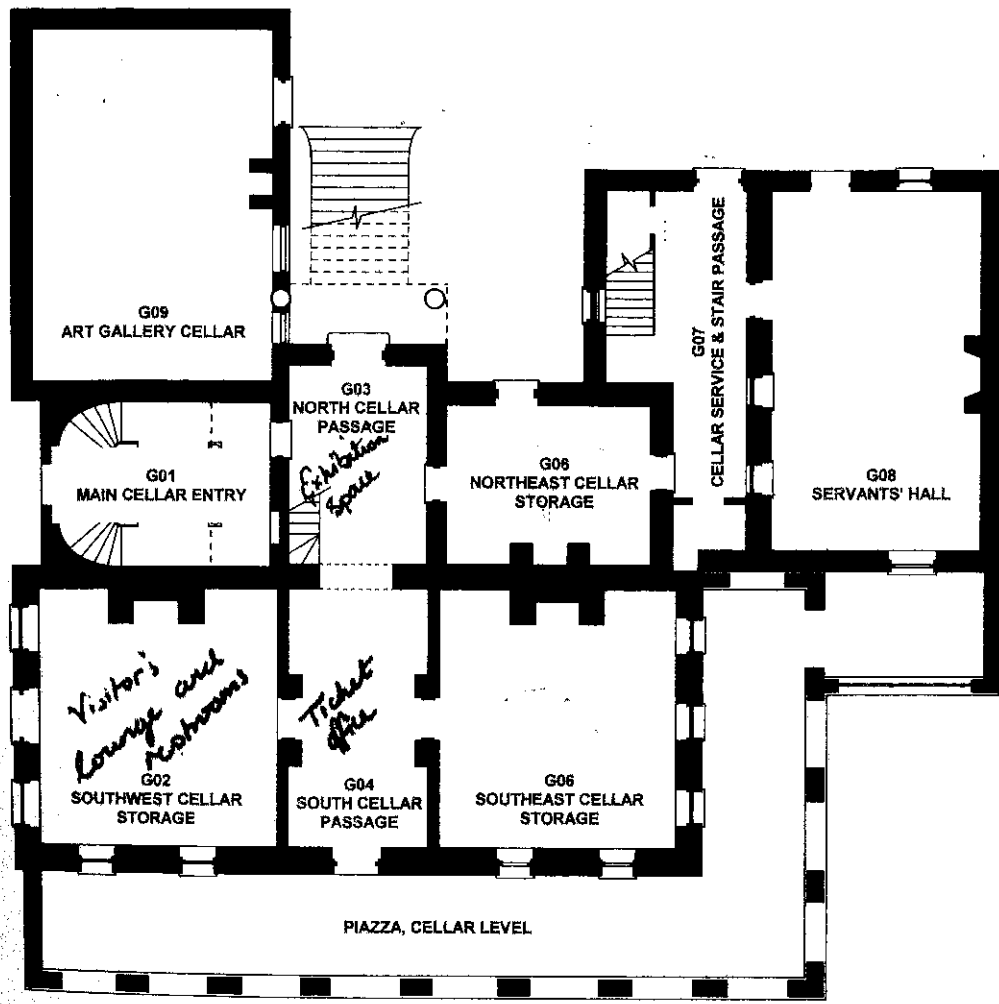 G09
ART GALLERY CELLAR
G03
NORTH CELLAR
PASSAGE
Exhibition
Space
G01
MAIN CELLAR ENTRY
G06
NORTHEAST CELLAR
STORAGE
G07
CELLAR SERVICE & STAIR PASSAGE
G08
SERVANTS' HALL
Visitor's
Lounge and
restrooms
G02
SOUTHWEST CELLAR
STORAGE
Ticket
office
G04
SOUTH CELLAR
PASSAGE
G06
SOUTHEAST CELLAR
STORAGE
PIAZZA, CELLAR LEVEL